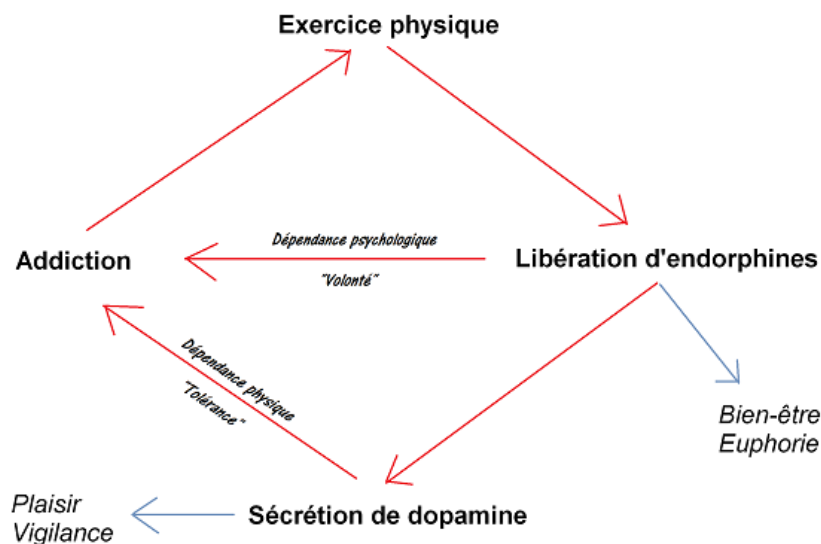 Exercice physique
Dépendance psychologique
Addiction
Libération d'endorphines
"Volonté"
Dépendance physique
"Tolérance"
Bien-être
Euphorie
Plaisir
Vigilance
Sécrétion de dopamine